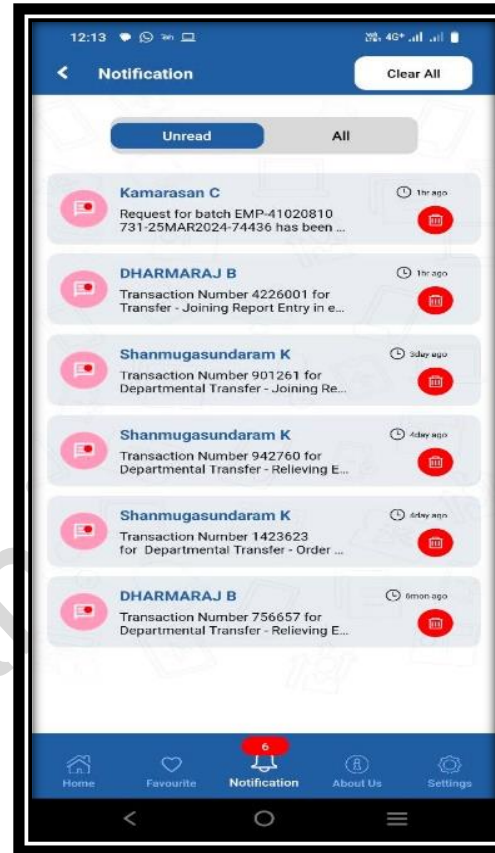 12:13
4G+
Notification
Clear All
Unread
All
Kamarasan C
1hr ago
Request for batch EMP-41020810
731-25MAR2024-74436 has been ...
DHARMARAJ B
1hr ago
Transaction Number 4226001 for
Transfer - Joining Report Entry in e...
Shanmugasundaram K
3day ago
Transaction Number 901261 for
Departmental Transfer - Joining Re...
Shanmugasundaram K
4day ago
Transaction Number 942760 for
Departmental Transfer - Relieving E...
Shanmugasundaram K
4day ago
Transaction Number 1423623
for Departmental Transfer - Order ...
DHARMARAJ B
6mon ago
Transaction Number 756657 for
Departmental Transfer - Relieving E...
6
Home
Favourite
Notification
About Us
Settings